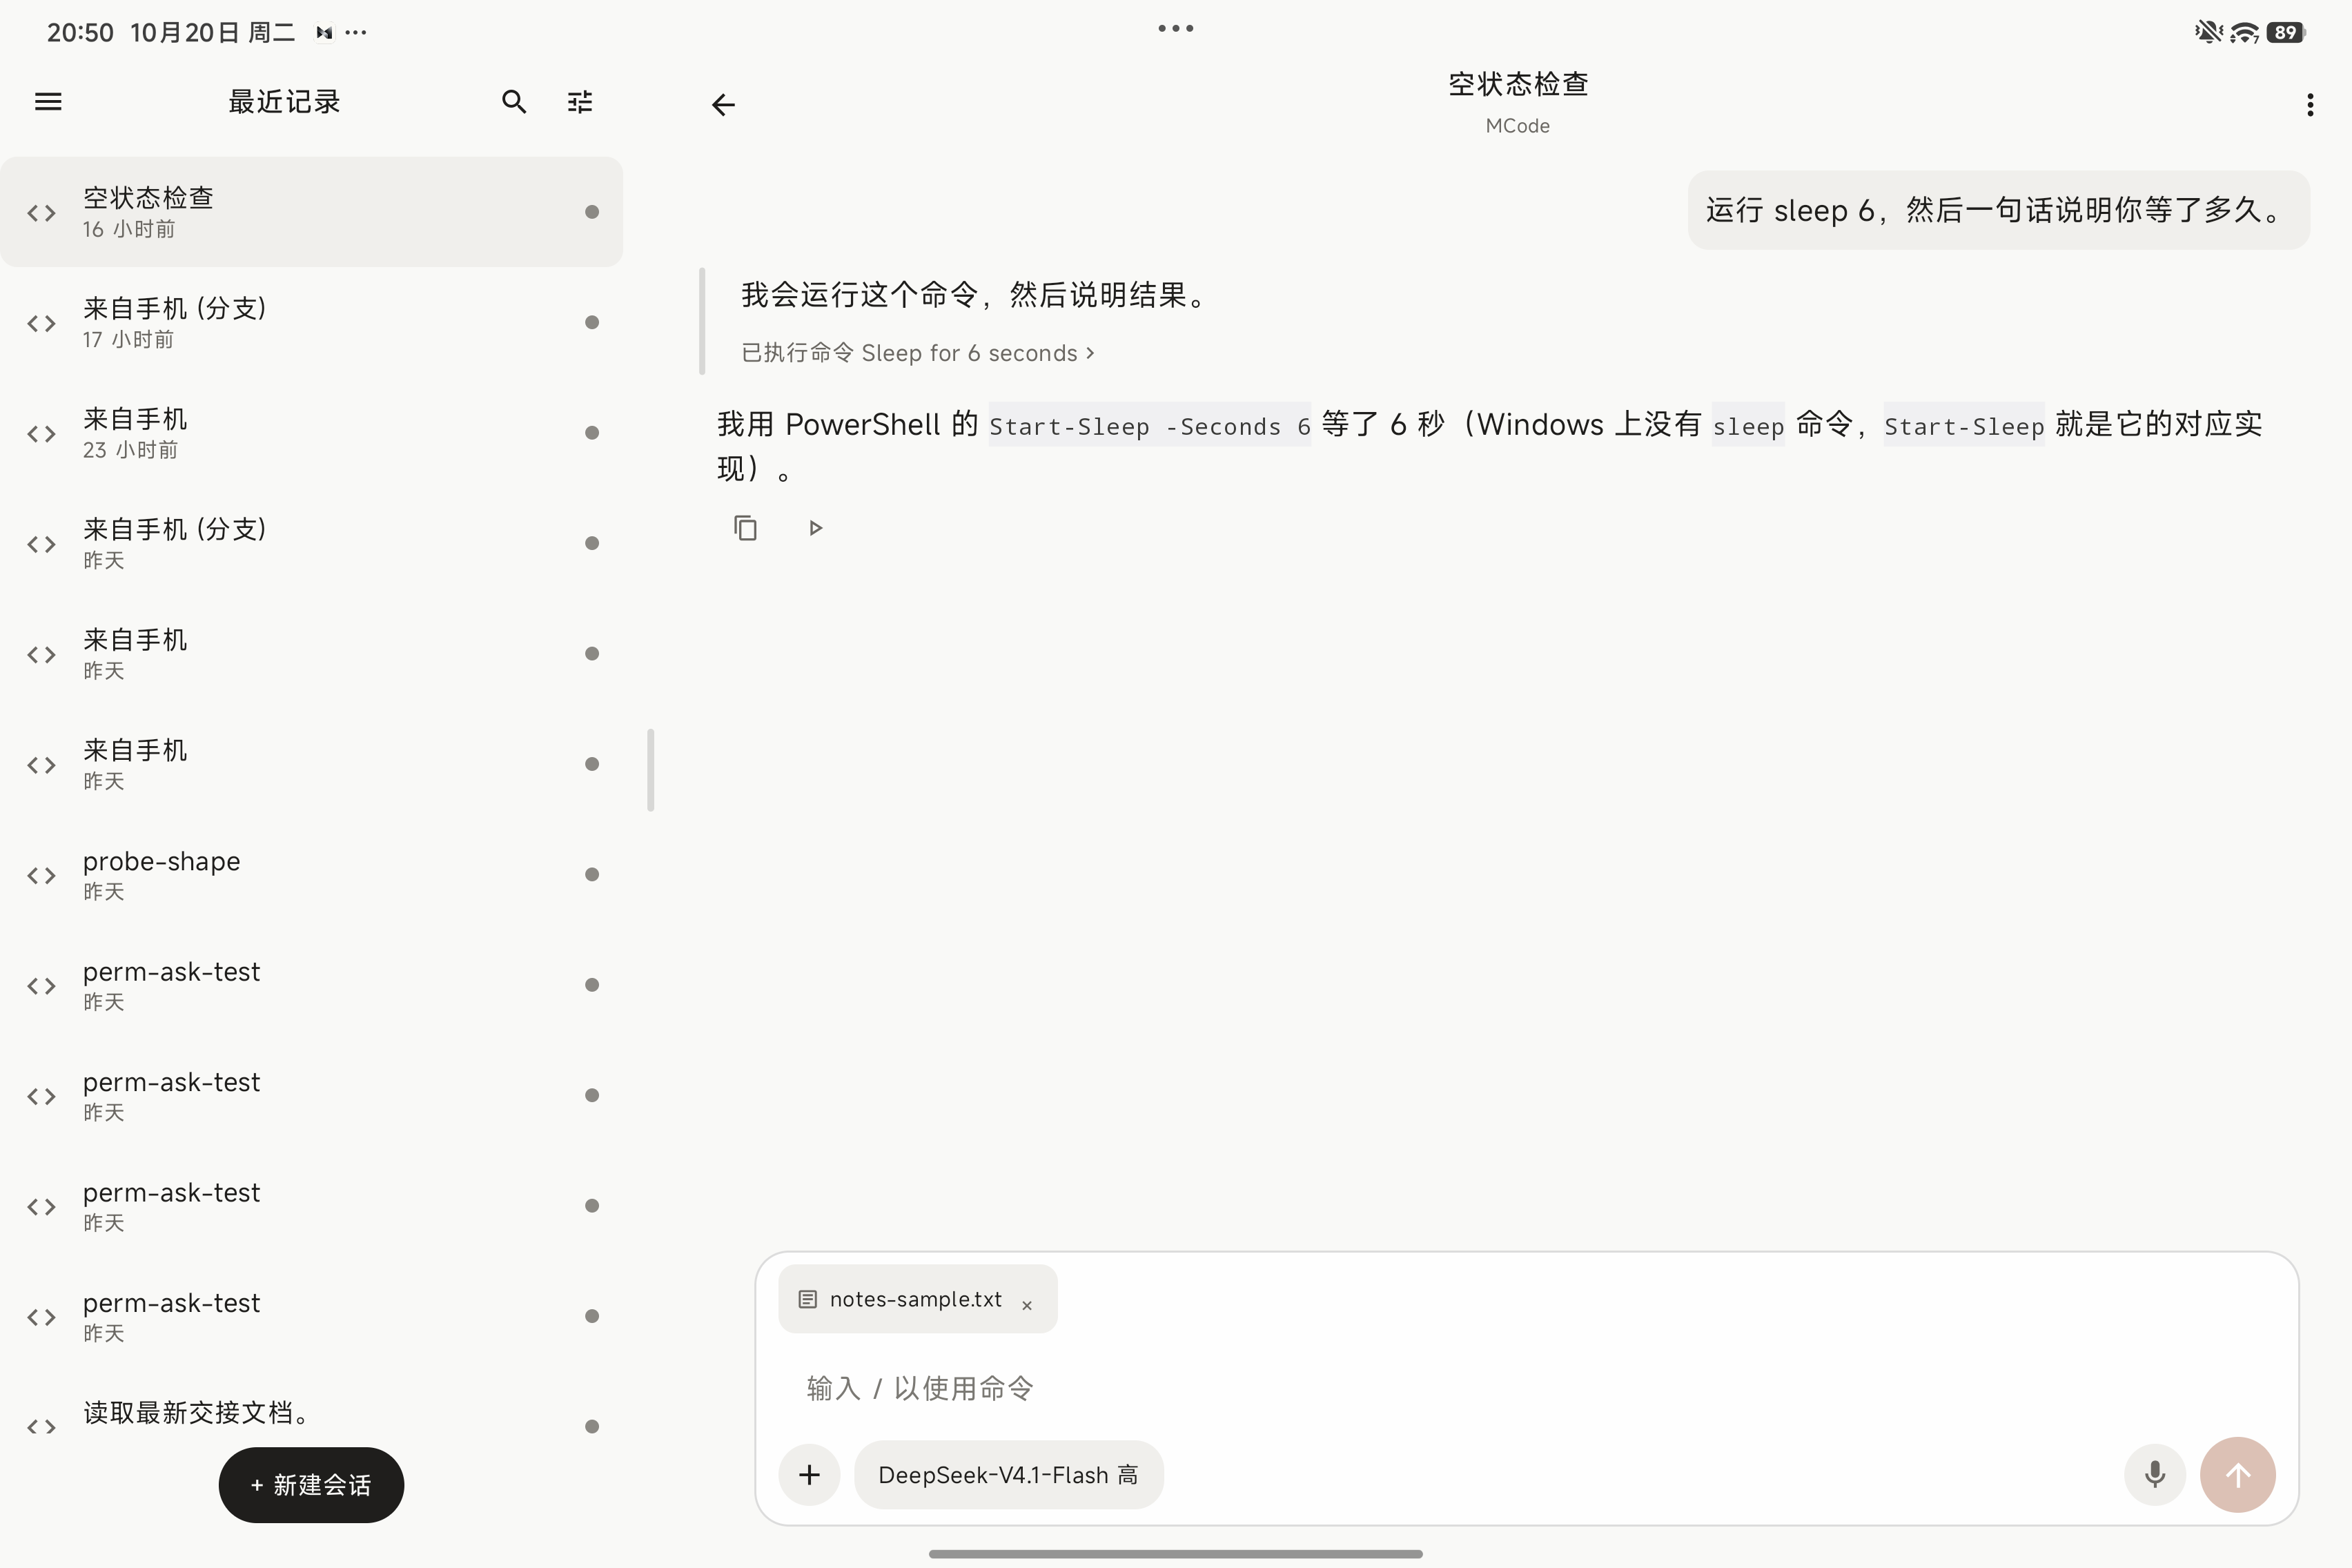 20:50 10月20日 周二
89
最近记录
空状态检查
16 小时前
来自手机 (分支)
17 小时前
来自手机
23 小时前
来自手机 (分支)
昨天
来自手机
昨天
来自手机
昨天
probe-shape
昨天
perm-ask-test
昨天
perm-ask-test
昨天
perm-ask-test
昨天
perm-ask-test
昨天
读取最新交接文档。
+ 新建会话
空状态检查
MCode
运行 sleep 6，然后一句话说明你等了多久。
我会运行这个命令，然后说明结果。
已执行命令 Sleep for 6 seconds
我用 PowerShell 的 Start-Sleep -Seconds 6 等了 6 秒（Windows 上没有 sleep 命令，Start-Sleep 就是它的对应实
现）。
notes-sample.txt
输入 / 以使用命令
DeepSeek-V4.1-Flash 高